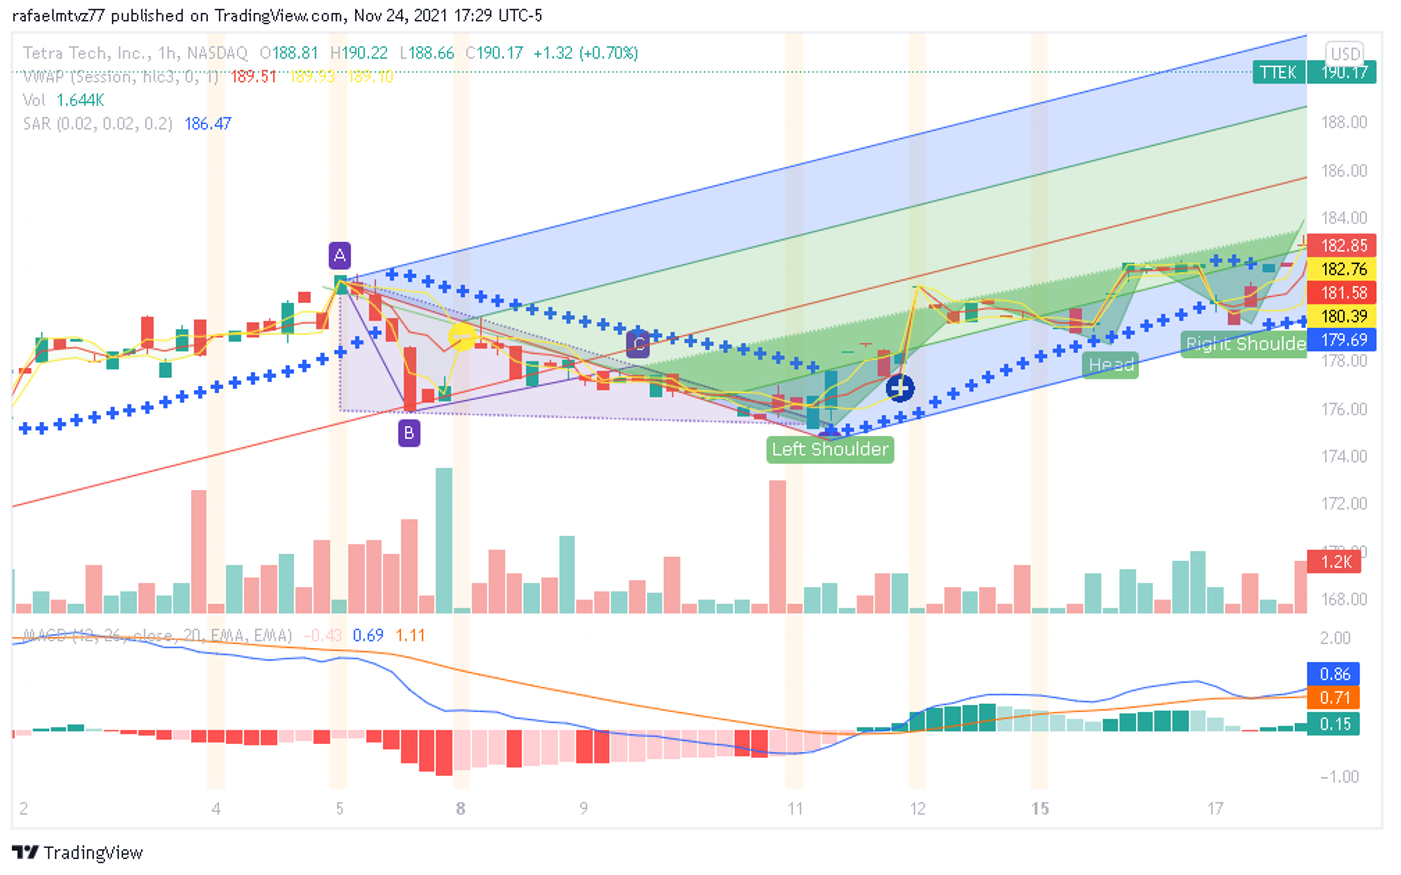 rafaelmtvz77 published on TradingView.com, Nov 24, 2021 17:29 UTC-5
Tetra Tech, Inc., 1h, NASDAQ O188.81 H190.22 L188.66 C190.17 +1.32 (+0.70%)
USD
VWAP (Session, hlc3, 0, 1) 189.51 189.93 189.10
TTEK 190.17
Vol 1.644K
SAR (0.02, 0.02, 0.2) 186.47
188.00
186.00
184.00
A
182.85
182.76
181.58
180.39
C
Right Shoulde
179.69
Head
178.00
176.00
B
Left Shoulder
174.00
172.00
170.00
1.2K
168.00
MACD (12, 26, close, 20, EMA, EMA) -0.43 0.69 1.11
2.00
0.86
0.71
0.15
-1.00
2 4 5 8 9 11 12 15 17
TradingView